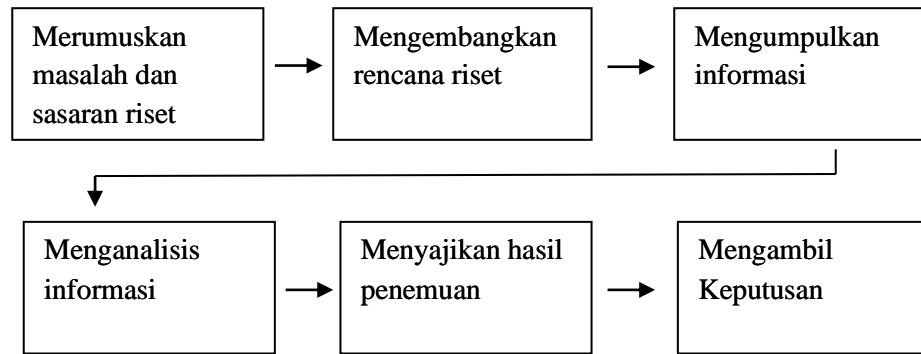 Merumuskan
masalah dan
sasaran riset
Mengembangkan
rencana riset
Mengumpulkan
informasi
Menganalisis
informasi
Menyajikan hasil
penemuan
Mengambil
Keputusan